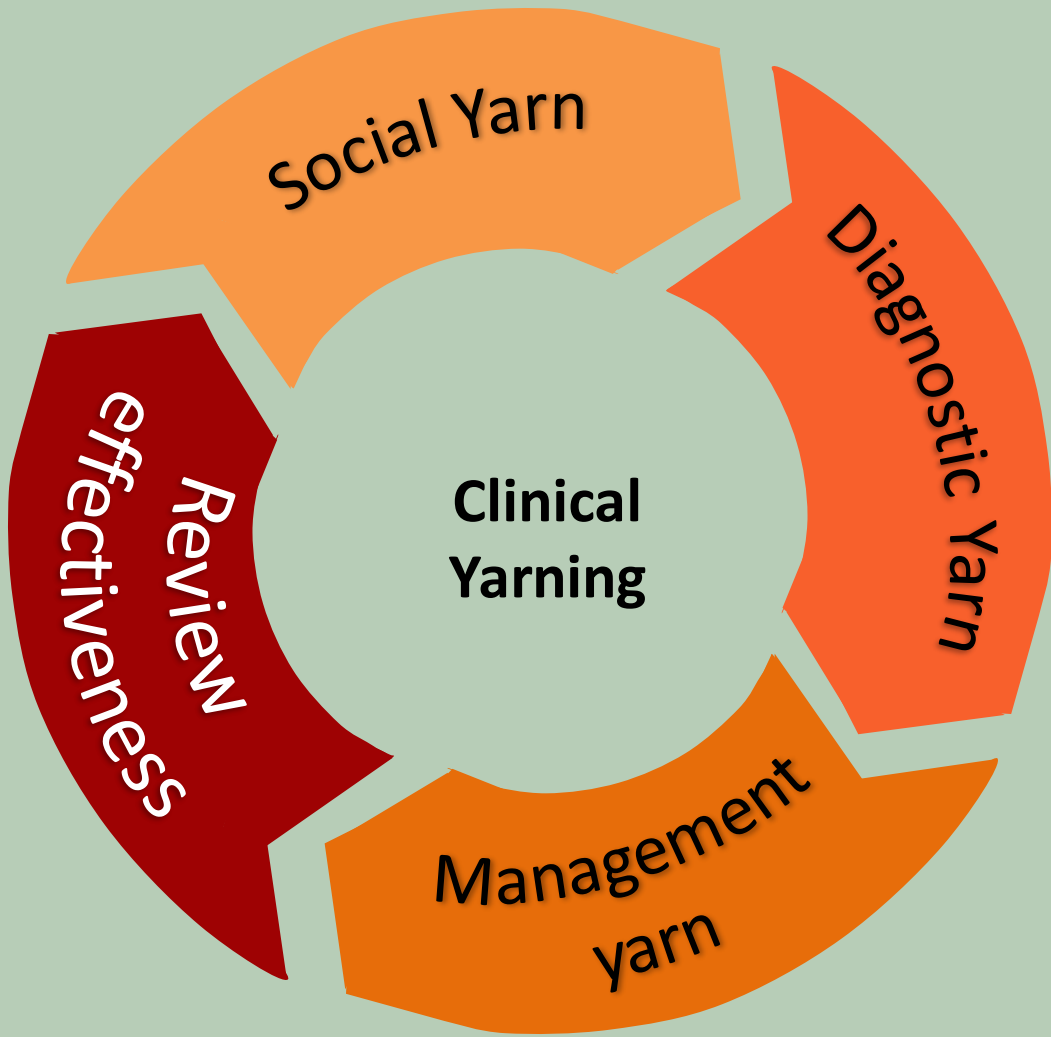 Social Yarn
Diagnostic Yarn
Management
yarn
Review
effectiveness
Clinical
Yarning